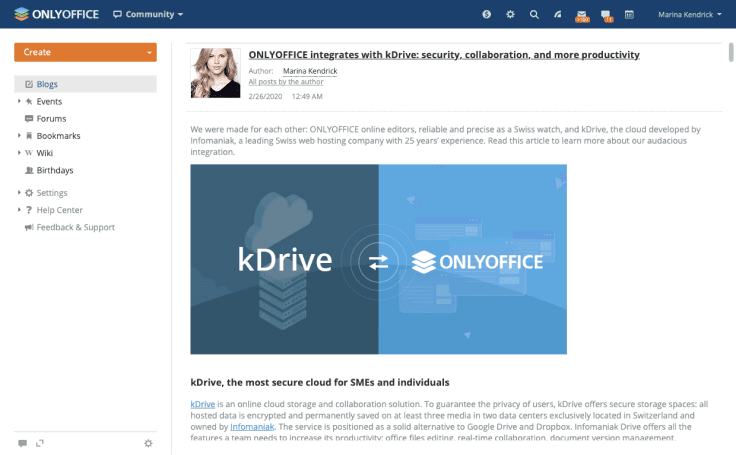 ONLYOFFICE Community Marina Kendrick
>100 11
Create
Blogs
Events
Forums
Bookmarks
Wiki
Birthdays
Settings
Help Center
Feedback & Support
ONLYOFFICE integrates with kDrive: security, collaboration, and more productivity
Author: Marina Kendrick
All posts by the author
2/26/2020 12:49 AM
We were made for each other: ONLYOFFICE online editors, reliable and precise as a Swiss watch, and kDrive, the cloud developed by
Infomaniak, a leading Swiss web hosting company with 25 years’ experience. Read this article to learn more about our audacious
integration.
kDrive ONLYOFFICE
kDrive, the most secure cloud for SMEs and individuals
kDrive is an online cloud storage and collaboration solution. To guarantee the privacy of users, kDrive offers secure storage spaces: all
hosted data is encrypted and permanently saved on at least three media in two data centers exclusively located in Switzerland and
owned by Infomaniak. The service is positioned as a solid alternative to Google Drive and Dropbox. Infomaniak Drive offers all the
features a team needs to increase its productivity: office files editing, real-time collaboration, document version management,